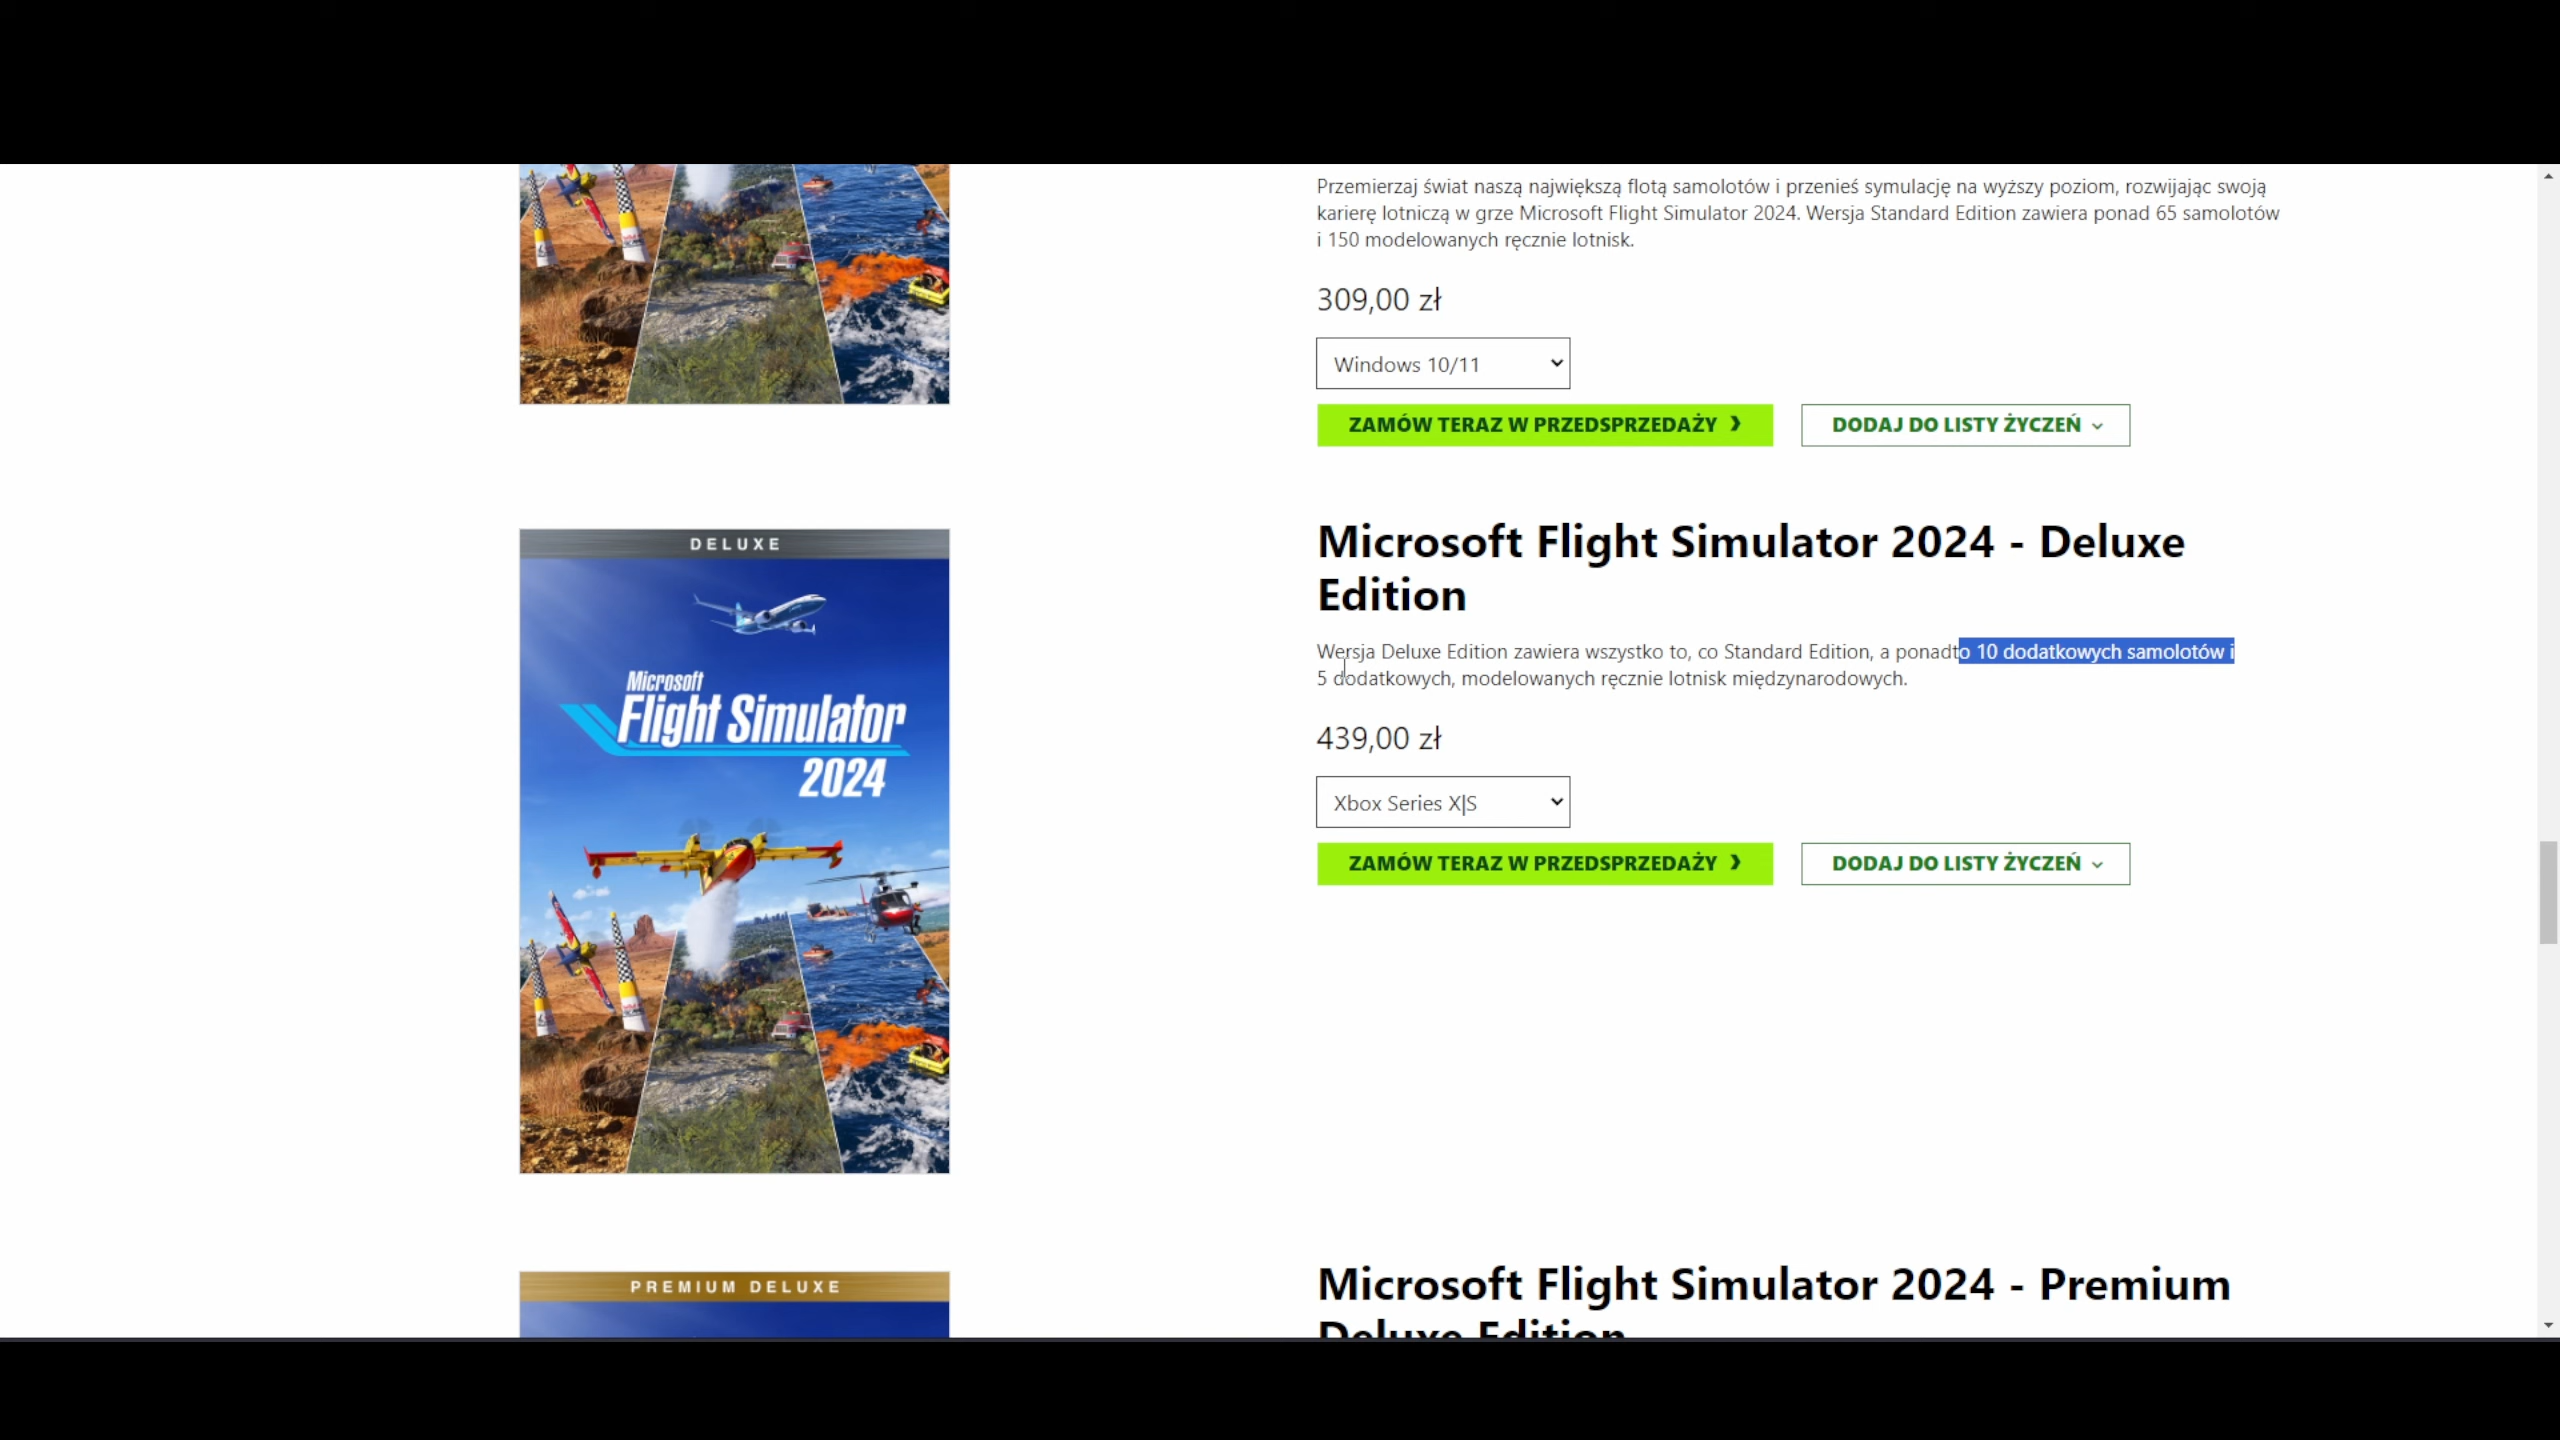 Przemierzaj świat naszą największą flotą samolotów i przenieś symulację na wyższy poziom, rozwijając swoją
karierę lotniczą w grze Microsoft Flight Simulator 2024. Wersja Standard Edition zawiera ponad 65 samolotów
i 150 modelowanych ręcznie lotnisk.
309,00 zł
Windows 10/11
ZAMÓW TERAZ W PRZEDSPRZEDAŻY
DODAJ DO LISTY ŻYCZEŃ
DELUXE
Microsoft
Flight Simulator
2024
Microsoft Flight Simulator 2024 - Deluxe
Edition
Wersja Deluxe Edition zawiera wszystko to, co Standard Edition, a ponadto 10 dodatkowych samolotów i
5 dodatkowych, modelowanych ręcznie lotnisk międzynarodowych.
439,00 zł
Xbox Series X|S
ZAMÓW TERAZ W PRZEDSPRZEDAŻY
DODAJ DO LISTY ŻYCZEŃ
PREMIUM DELUXE
Microsoft Flight Simulator 2024 - Premium
Deluxe Edition